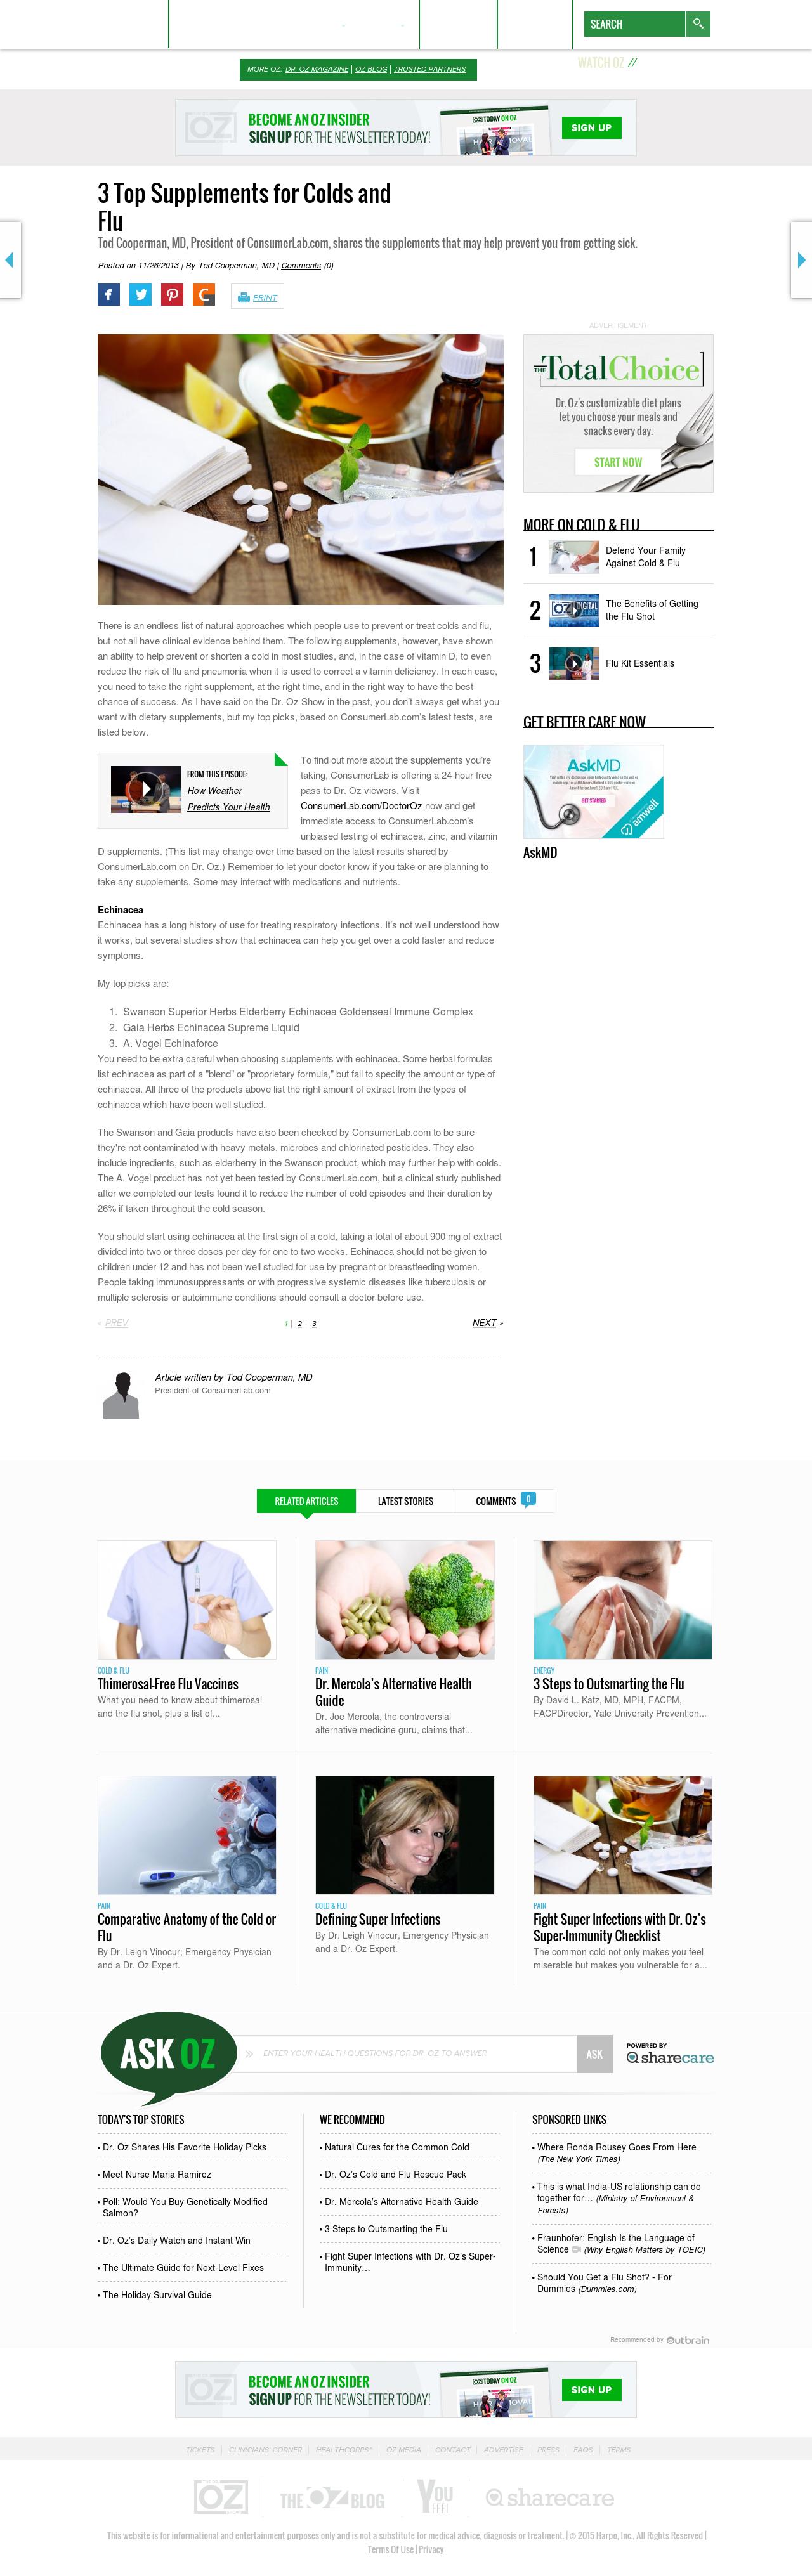 SEARCH
MORE OZ: DR. OZ MAGAZINE | OZ BLOG | TRUSTED PARTNERS
WATCH OZ //
OZ
BECOME AN OZ INSIDER
SIGN UP FOR THE NEWSLETTER TODAY!
SIGN UP
3 Top Supplements for Colds and
Flu
Tod Cooperman, MD, President of ConsumerLab.com, shares the supplements that may help prevent you from getting sick.
Posted on 11/26/2013 | By Tod Cooperman, MD | Comments (0)
PRINT
ADVERTISEMENT
THE TotalChoice
Dr. Oz's customizable diet plans
let you choose your meals and
snacks every day.
START NOW
MORE ON COLD & FLU
1 Defend Your Family
Against Cold & Flu
2 The Benefits of Getting
the Flu Shot
3 Flu Kit Essentials
GET BETTER CARE NOW
AskMD
GET STARTED
amwell
AskMD
There is an endless list of natural approaches which people use to prevent or treat colds and flu,
but not all have clinical evidence behind them. The following supplements, however, have shown
an ability to help prevent or shorten a cold in most studies, and, in the case of vitamin D, to even
reduce the risk of flu and pneumonia when it is used to correct a vitamin deficiency. In each case,
you need to take the right supplement, at the right time, and in the right way to have the best
chance of success. As I have said on the Dr. Oz Show in the past, you don't always get what you
want with dietary supplements, but my top picks, based on ConsumerLab.com's latest tests, are
listed below.
FROM THIS EPISODE:
How Weather
Predicts Your Health
To find out more about the supplements you're
taking, ConsumerLab is offering a 24-hour free
pass to Dr. Oz viewers. Visit
ConsumerLab.com/DoctorOz now and get
immediate access to ConsumerLab.com's
unbiased testing of echinacea, zinc, and vitamin
D supplements. (This list may change over time based on the latest results shared by
ConsumerLab.com on Dr. Oz.) Remember to let your doctor know if you take or are planning to
take any supplements. Some may interact with medications and nutrients.
Echinacea
Echinacea has a long history of use for treating respiratory infections. It's not well understood how
it works, but several studies show that echinacea can help you get over a cold faster and reduce
symptoms.
My top picks are:
1. Swanson Superior Herbs Elderberry Echinacea Goldenseal Immune Complex
2. Gaia Herbs Echinacea Supreme Liquid
3. A. Vogel Echinaforce
You need to be extra careful when choosing supplements with echinacea. Some herbal formulas
list echinacea as part of a "blend" or "proprietary formula," but fail to specify the amount or type of
echinacea. All three of the products above list the right amount of extract from the types of
echinacea which have been well studied.
The Swanson and Gaia products have also been checked by ConsumerLab.com to be sure
they're not contaminated with heavy metals, microbes and chlorinated pesticides. They also
include ingredients, such as elderberry in the Swanson product, which may further help with colds.
The A. Vogel product has not yet been tested by ConsumerLab.com, but a clinical study published
after we completed our tests found it to reduce the number of cold episodes and their duration by
26% if taken throughout the cold season.
You should start using echinacea at the first sign of a cold, taking a total of about 900 mg of extract
divided into two or three doses per day for one to two weeks. Echinacea should not be given to
children under 12 and has not been well studied for use by pregnant or breastfeeding women.
People taking immunosuppressants or with progressive systemic diseases like tuberculosis or
multiple sclerosis or autoimmune conditions should consult a doctor before use.
« PREV 1 | 2 | 3 NEXT »
Article written by Tod Cooperman, MD
President of ConsumerLab.com
RELATED ARTICLES
LATEST STORIES
COMMENTS 0
COLD & FLU
Thimerosal-Free Flu Vaccines
What you need to know about thimerosal
and the flu shot, plus a list of...
PAIN
Dr. Mercola's Alternative Health
Guide
Dr. Joe Mercola, the controversial
alternative medicine guru, claims that...
ENERGY
3 Steps to Outsmarting the Flu
By David L. Katz, MD, MPH, FACPM,
FACPDirector, Yale University Prevention...
PAIN
Comparative Anatomy of the Cold or
Flu
By Dr. Leigh Vinocur, Emergency Physician
and a Dr. Oz Expert.
COLD & FLU
Defining Super Infections
By Dr. Leigh Vinocur, Emergency Physician
and a Dr. Oz Expert.
PAIN
Fight Super Infections with Dr. Oz's
Super-Immunity Checklist
The common cold not only makes you feel
miserable but makes you vulnerable for a...
ASK OZ
» ENTER YOUR HEALTH QUESTIONS FOR DR. OZ TO ANSWER
ASK
POWERED BY
sharecare
TODAY'S TOP STORIES
• Dr. Oz Shares His Favorite Holiday Picks
• Meet Nurse Maria Ramirez
• Poll: Would You Buy Genetically Modified
Salmon?
• Dr. Oz's Daily Watch and Instant Win
• The Ultimate Guide for Next-Level Fixes
• The Holiday Survival Guide
WE RECOMMEND
• Natural Cures for the Common Cold
• Dr. Oz's Cold and Flu Rescue Pack
• Dr. Mercola's Alternative Health Guide
• 3 Steps to Outsmarting the Flu
• Fight Super Infections with Dr. Oz's Super-
Immunity…
SPONSORED LINKS
• Where Ronda Rousey Goes From Here
(The New York Times)
• This is what India-US relationship can do
together for… (Ministry of Environment &
Forests)
• Fraunhofer: English Is the Language of
Science (Why English Matters by TOEIC)
• Should You Get a Flu Shot? - For
Dummies (Dummies.com)
Recommended by Outbrain
OZ
BECOME AN OZ INSIDER
SIGN UP FOR THE NEWSLETTER TODAY!
SIGN UP
TICKETS | CLINICIANS' CORNER | HEALTHCORPS® | OZ MEDIA | CONTACT | ADVERTISE | PRESS | FAQS | TERMS
OZ
THE OZ BLOG
YOU FEEL
sharecare
This website is for informational and entertainment purposes only and is not a substitute for medical advice, diagnosis or treatment. | © 2015 Harpo, Inc., All Rights Reserved |
Terms Of Use | Privacy